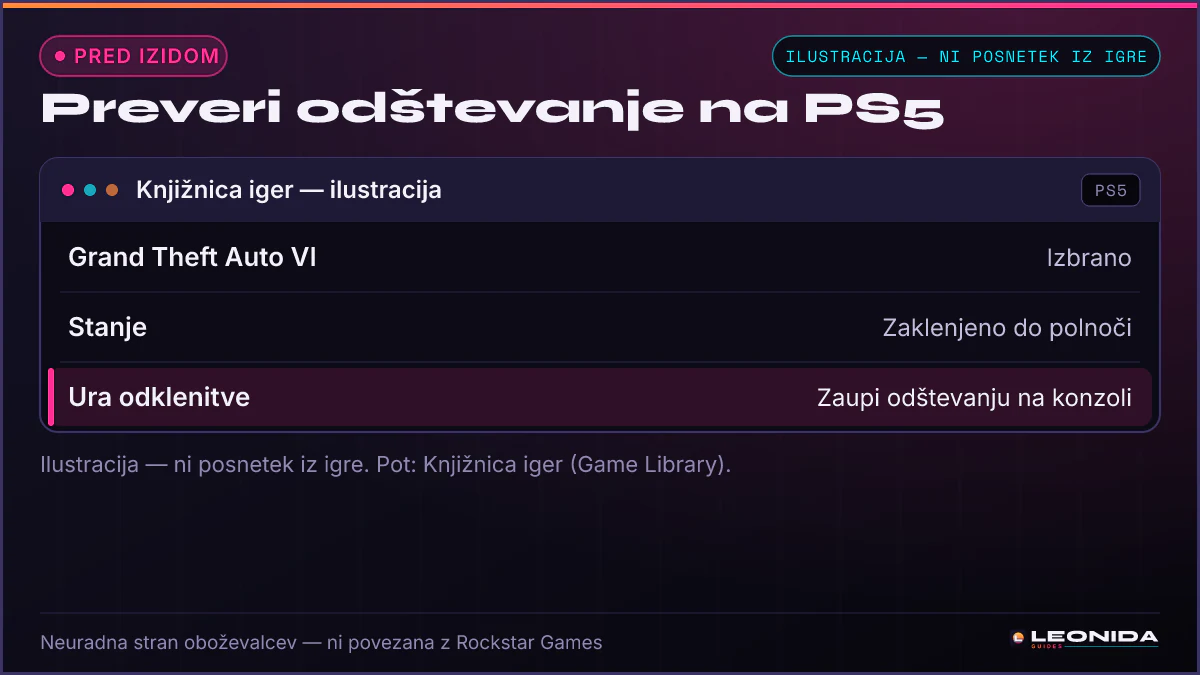 PRED IZIDOM
ILUSTRACIJA — NI POSNETEK IZ IGRE
Preveri odštevanje na PS5
Knjižnica iger — ilustracija
PS5
Grand Theft Auto VI
Izbrano
Stanje
Zaklenjeno do polnoči
Ura odklenitve
Zaupi odštevanju na konzoli
Ilustracija — ni posnetek iz igre. Pot: Knjižnica iger (Game Library).
Neuradna stran oboževalcev — ni povezana z Rockstar Games
LEONIDA
GUIDES